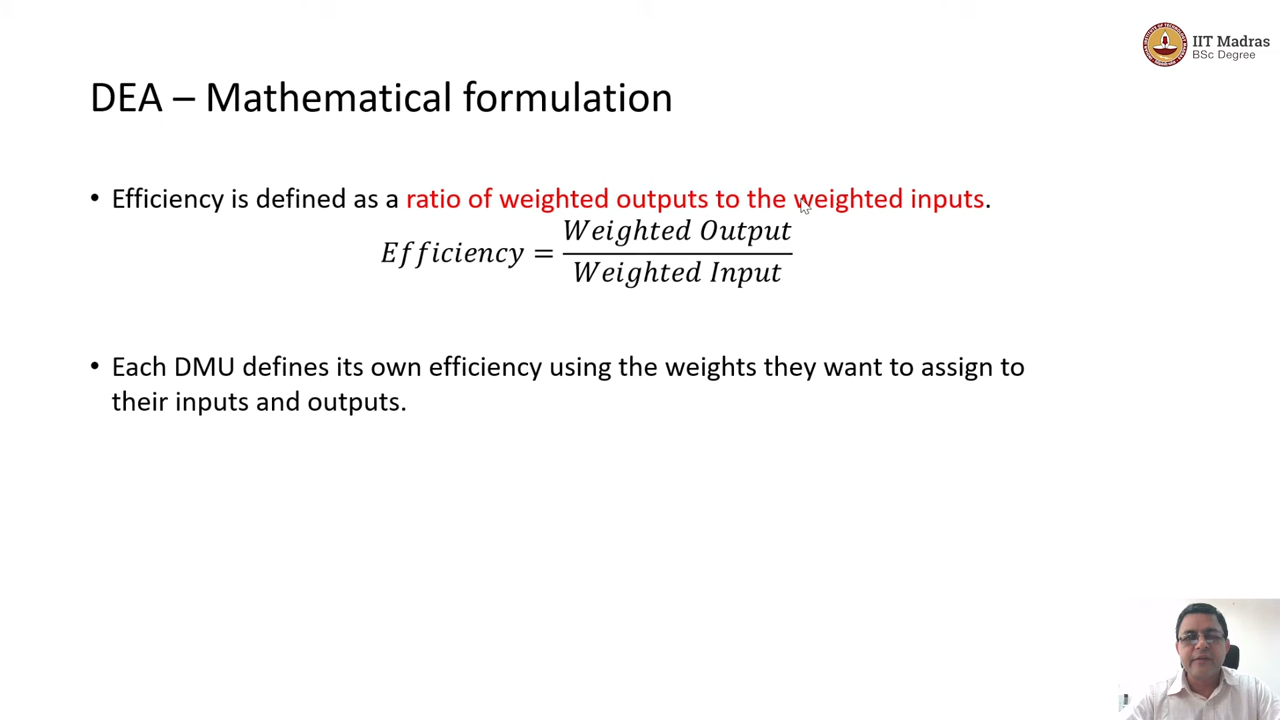 IIT Madras
BSc Degree
DEA – Mathematical formulation
• Efficiency is defined as a ratio of weighted outputs to the weighted inputs.
Efficiency = Weighted Output / Weighted Input
• Each DMU defines its own efficiency using the weights they want to assign to
their inputs and outputs.